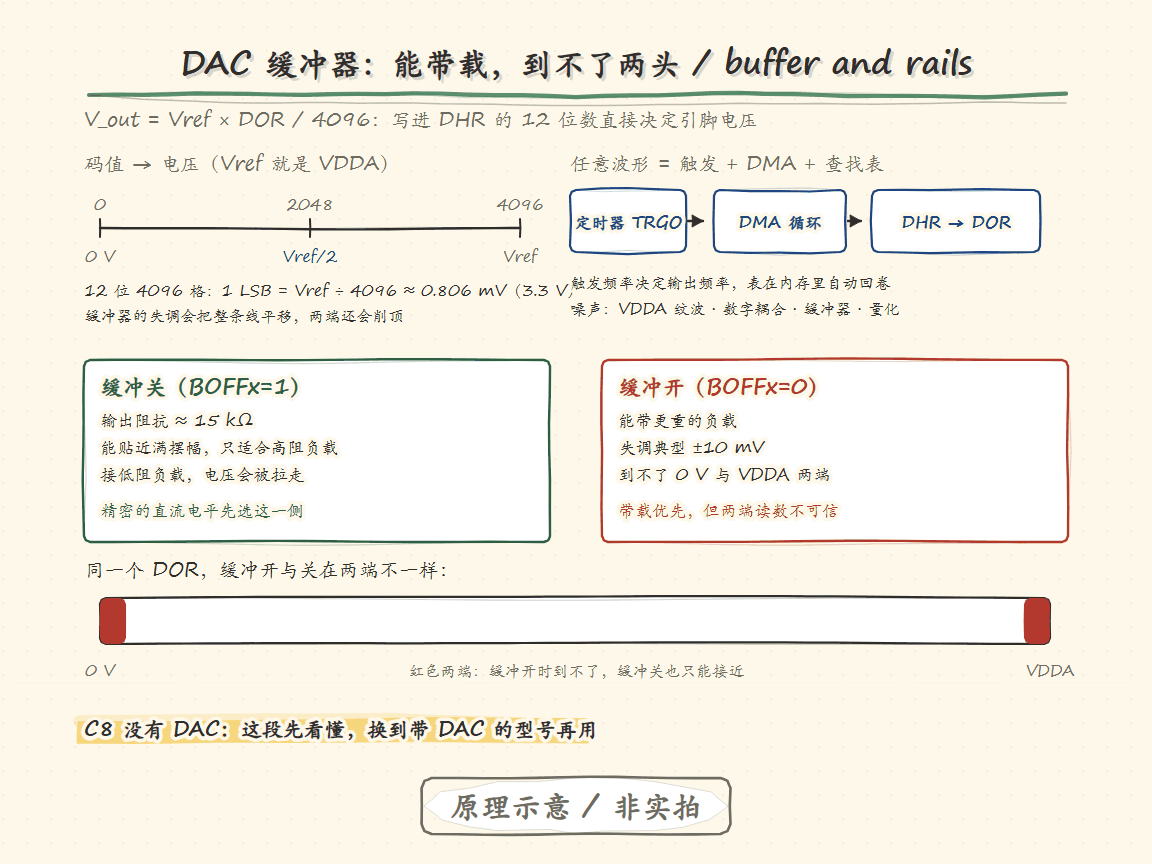 DAC 缓冲器：能带载，到不了两头 / buffer and rails
V_out = Vref × DOR / 4096：写进 DHR 的 12 位数直接决定引脚电压
码值 → 电压（Vref 就是 VDDA）
0 2048 4096
0 V Vref/2 Vref
12 位 4096 格：1 LSB = Vref ÷ 4096 ≈ 0.806 mV（3.3 V）
缓冲器的失调会把整条线平移，两端还会削顶
任意波形 = 触发 + DMA + 查找表
定时器 TRGO DMA 循环 DHR → DOR
触发频率决定输出频率，表在内存里自动回卷
噪声：VDDA 纹波 · 数字耦合 · 缓冲器 · 量化
缓冲关（BOFFx=1）
输出阻抗 ≈ 15 kΩ
能贴近满摆幅，只适合高阻负载
接低阻负载，电压会被拉走
精密的直流电平先选这一侧
缓冲开（BOFFx=0）
能带更重的负载
失调典型 ±10 mV
到不了 0 V 与 VDDA 两端
带载优先，但两端读数不可信
同一个 DOR，缓冲开与关在两端不一样：
0 V 红色两端：缓冲开时到不了，缓冲关也只能接近 VDDA
C8 没有 DAC：这段先看懂，换到带 DAC 的型号再用
原理示意 / 非实拍